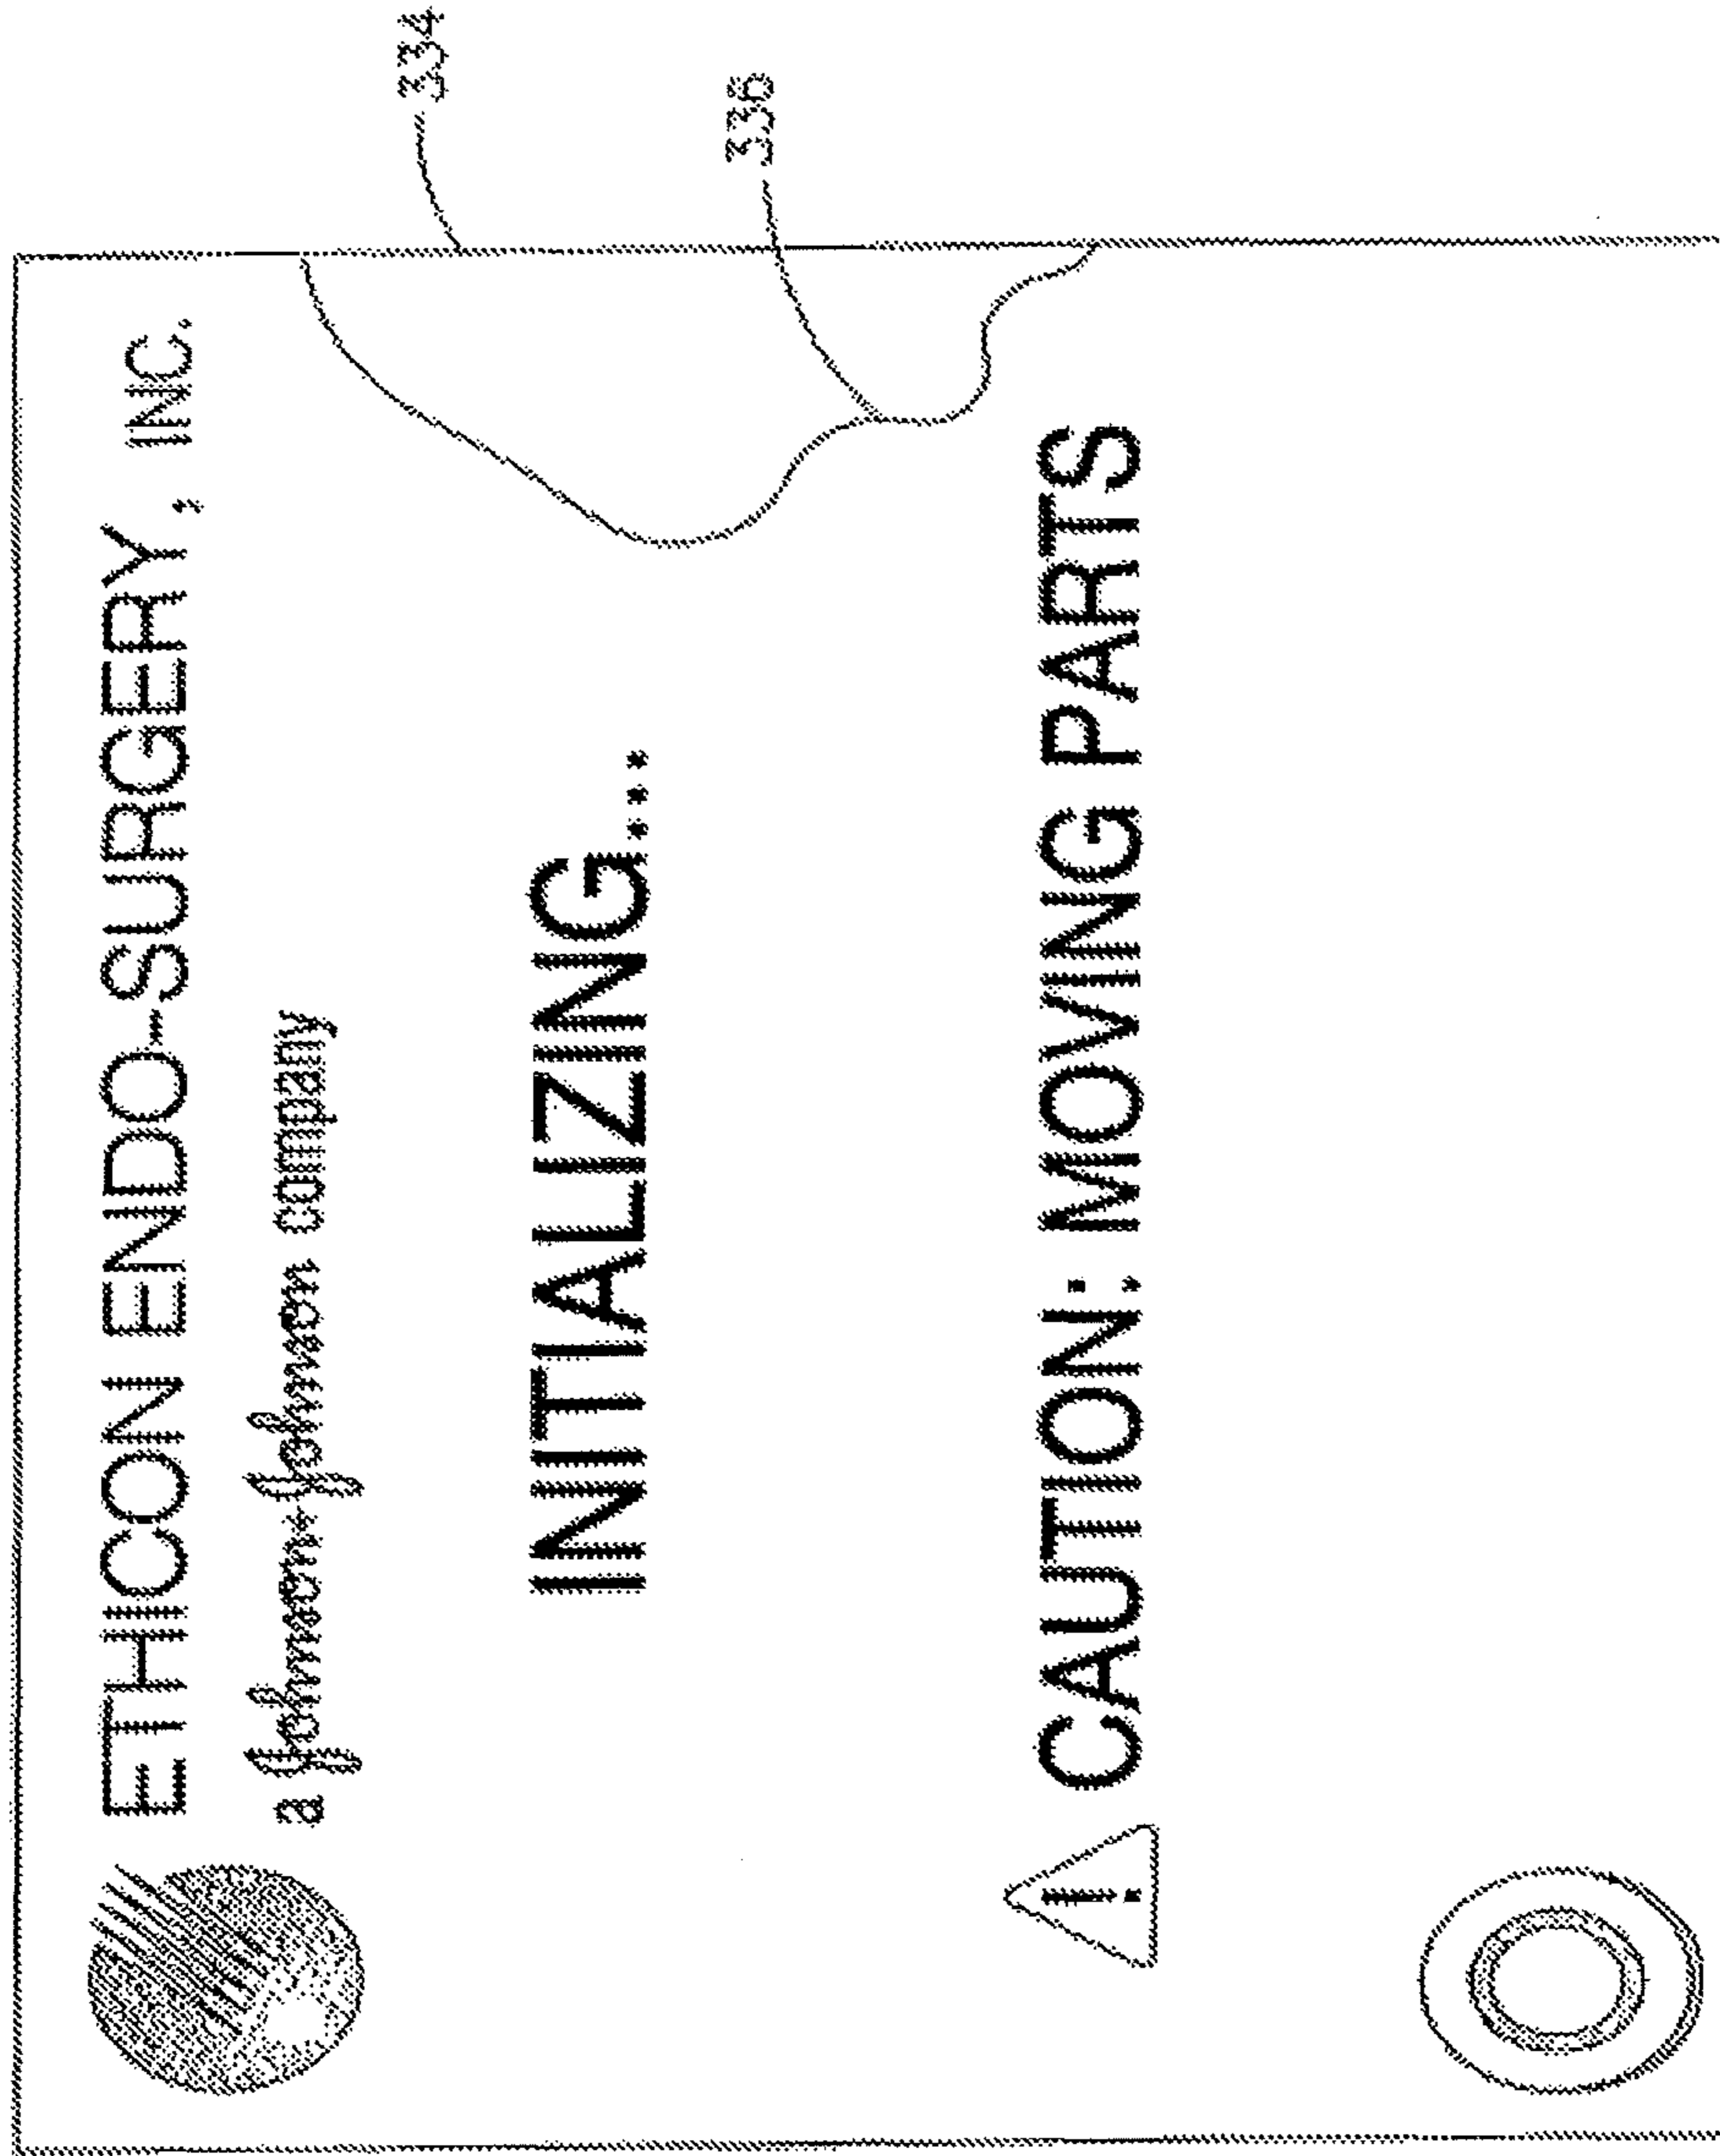 ETHICON ENDO-SURGERY, INC.
a Johnson+Johnson company
INITIALIZING...
! CAUTION: MOVING PARTS
334
336